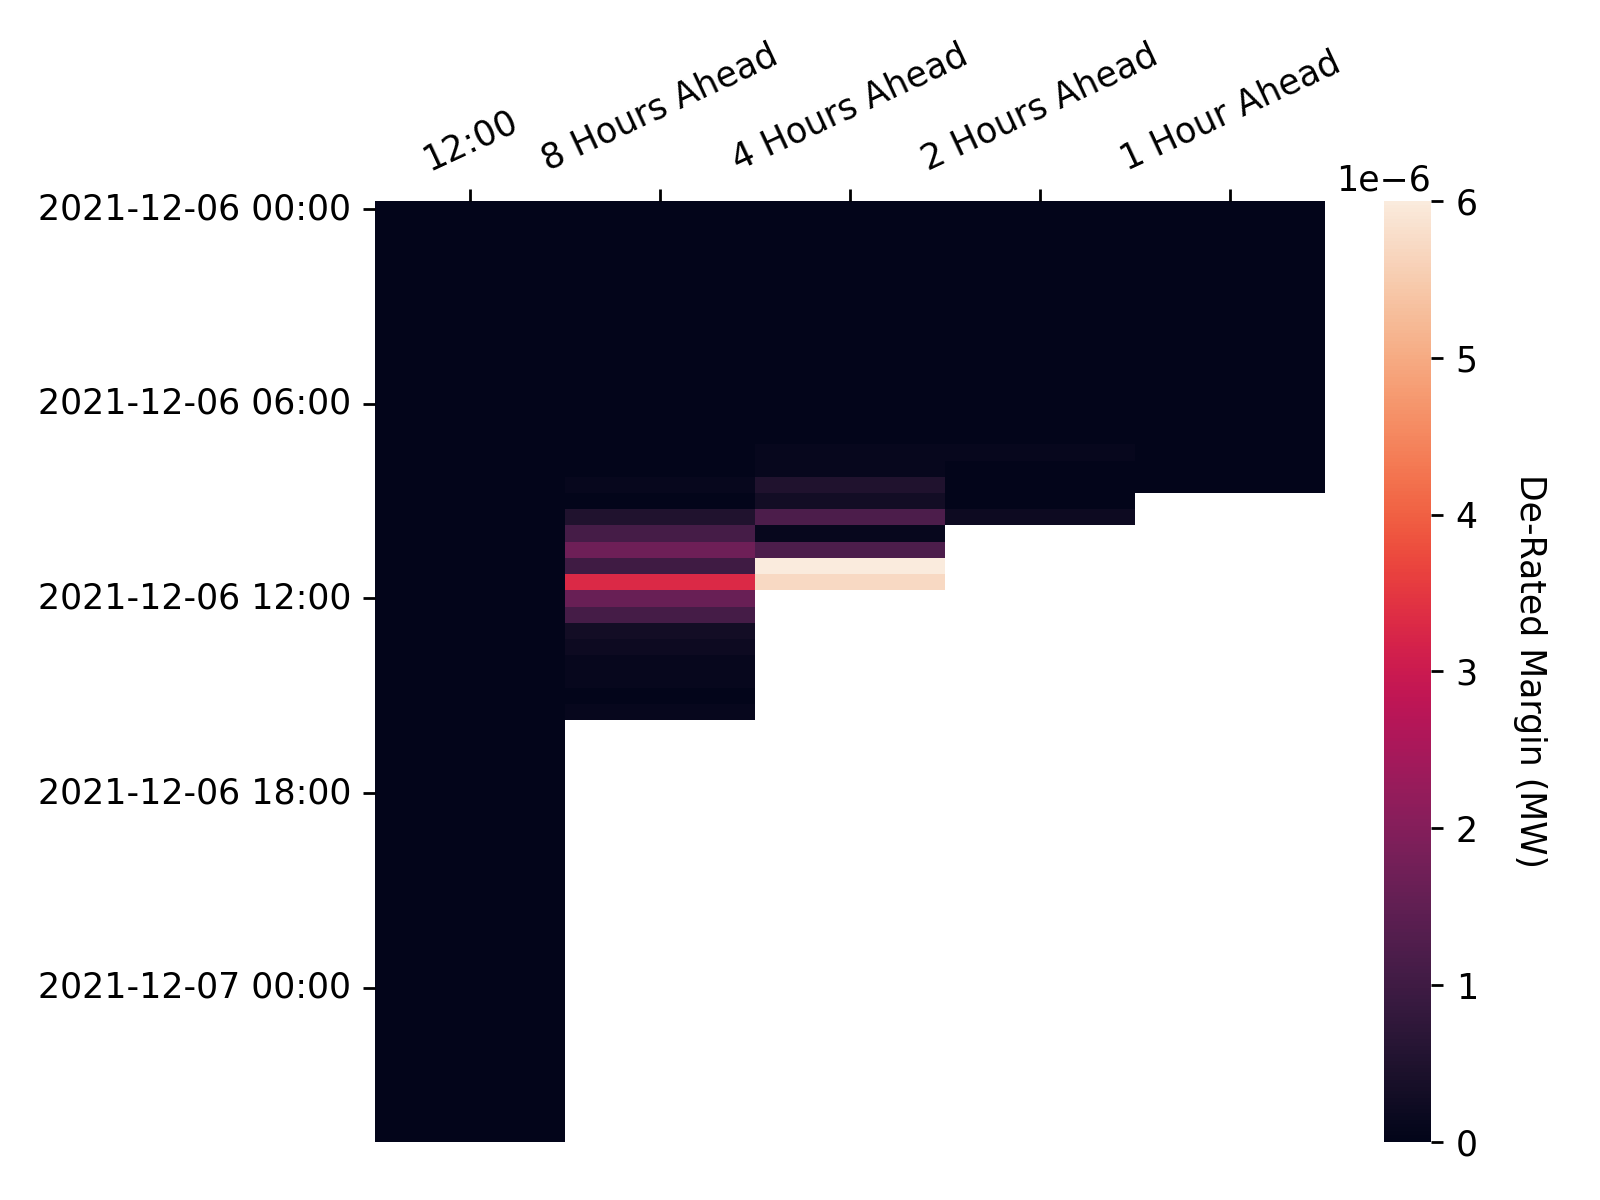 12:00
8 Hours Ahead
4 Hours Ahead
2 Hours Ahead
1 Hour Ahead
2021-12-06 00:00
2021-12-06 06:00
2021-12-06 12:00
2021-12-06 18:00
2021-12-07 00:00
1e−6
6
5
4
3
2
1
0
De-Rated Margin (MW)